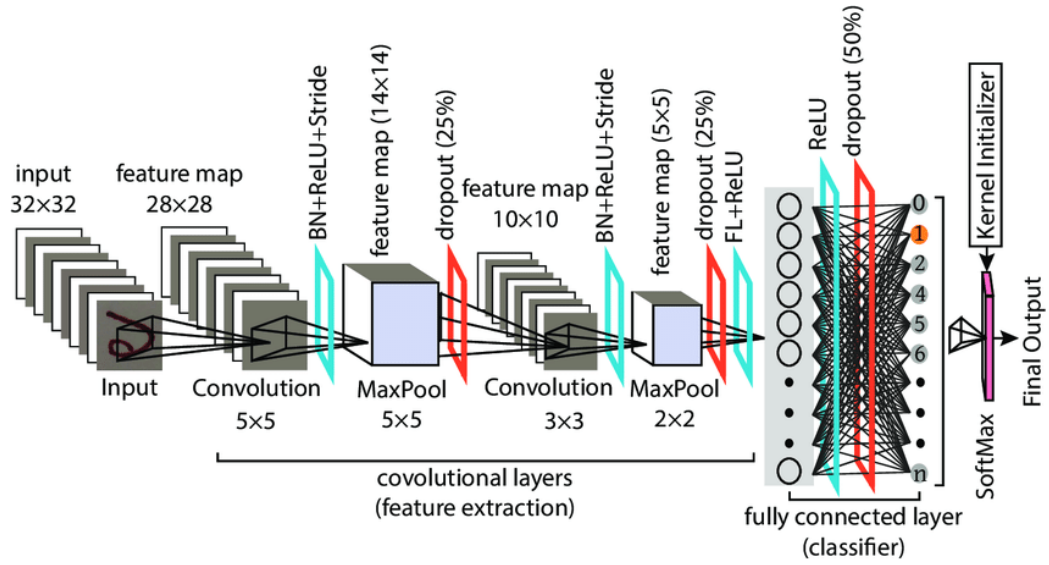 input
32×32
feature map
28×28
BN+ReLU+Stride
feature map (14×14)
dropout (25%)
feature map
10×10
BN+ReLU+Stride
feature map (5×5)
dropout (25%)
FL+ReLU
ReLU
dropout (50%)
Kernel Initializer
Input
Convolution
5×5
MaxPool
5×5
Convolution
3×3
MaxPool
2×2
0
1
2
4
5
6
n
SoftMax
Final Output
covolutional layers
(feature extraction)
fully connected layer
(classifier)